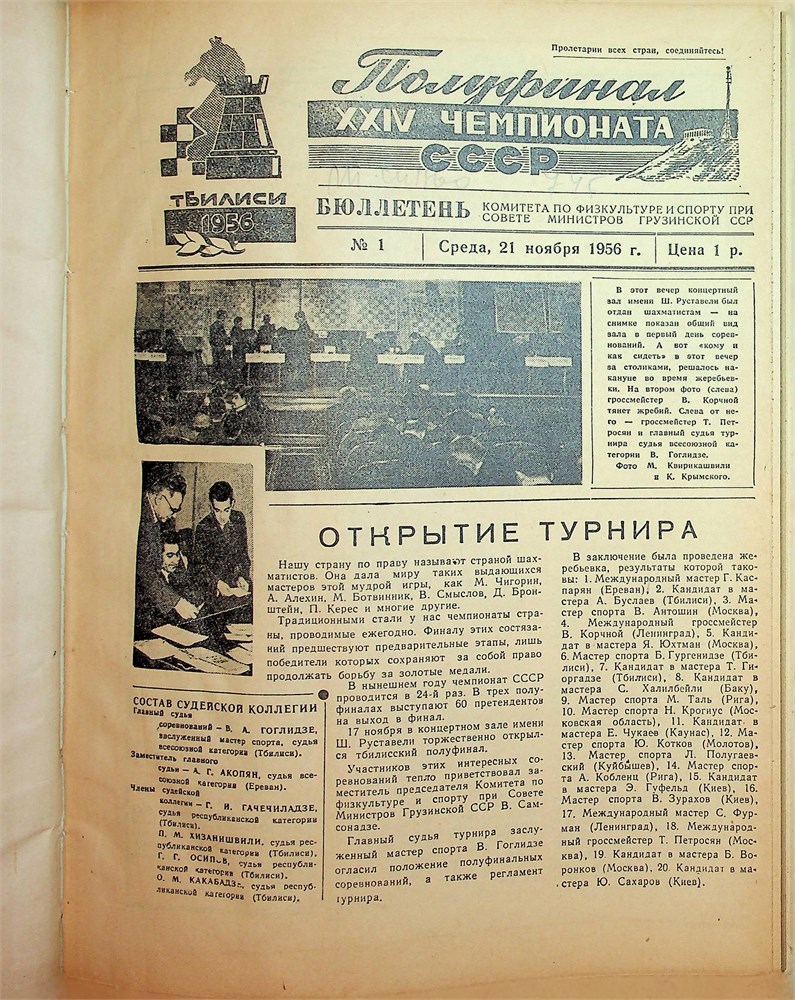 Пролетарии всех стран, соединяйтесь!
Полуфинал
XXIV ЧЕМПИОНАТА
СССР
ТБИЛИСИ
1956
БЮЛЛЕТЕНЬ
КОМИТЕТА ПО ФИЗКУЛЬТУРЕ И СПОРТУ ПРИ
СОВЕТЕ МИНИСТРОВ ГРУЗИНСКОЙ ССР
№ 1
Среда, 21 ноября 1956 г.
Цена 1 р.
В этот вечер концертный
зал имени Ш. Руставели был
отдан шахматистам — на
снимке показан общий вид
зала в первый день сорев-
нований. А вот «кому и
как сидеть» в этот вечер
за столиками, решалось на-
кануне во время жеребьев-
ки. На втором фото (слева)
гроссмейстер В. Корчной
тянет жребий. Слева от не-
го — гроссмейстер Т. Пет-
росян и главный судья тур-
нира судья всесоюзной ка-
тегории В. Гоглидзе.
Фото М. Квирикашвили
и К. Крымского.
ОТКРЫТИЕ ТУРНИРА
Нашу страну по праву называют страной шах-
матистов. Она дала миру таких выдающихся
мастеров этой мудрой игры, как М. Чигорин,
А. Алехин, М. Ботвинник, В. Смыслов, Д. Брон-
штейн, П. Керес и многие другие.
Традиционными стали у нас чемпионаты стра-
ны, проводимые ежегодно. Финалу этих состяза-
ний предшествуют предварительные этапы, лишь
победители которых сохраняют за собой право
продолжать борьбу за золотые медали.
В нынешнем году чемпионат СССР
проводится в 24-й раз. В трех полу-
финалах выступают 60 претендентов
на выход в финал.
17 ноября в концертном зале имени
Ш. Руставели торжественно открыл-
ся тбилисский полуфинал.
Участников этих интересных со-
ревнований тепло приветствовал за-
меститель председателя Комитета по
физкультуре и спорту при Совете
Министров Грузинской ССР В. Сам-
сонадзе.
Главный судья турнира заслу-
женный мастер спорта В. Гоглидзе
огласил положение полуфинальных
соревнований, а также регламент
турнира.
В заключение была проведена же-
ребьевка, результаты которой тако-
вы: 1. Международный мастер Г. Кас-
парян (Ереван), 2. Кандидат в ма-
стера А. Буслаев (Тбилиси), 3. Ма-
стер спорта В. Антошин (Москва),
4. Международный гроссмейстер
В. Корчной (Ленинград), 5. Канди-
дат в мастера Я. Юхтман (Москва),
6. Мастер спорта Б. Гургенидзе (Тби-
лиси), 7. Кандидат в мастера Т. Ги-
оргадзе (Тбилиси), 8. Кандидат в
мастера С. Халилбейли (Баку),
9. Мастер спорта М. Таль (Рига),
10. Мастер спорта Н. Крогиус (Мос-
ковская область), 11. Кандидат в
мастера Е. Чукаев (Каунас), 12. Ма-
стер спорта Ю. Котков (Молотов),
13. Мастер спорта Л. Полугаев-
ский (Куйбышев), 14. Мастер спор-
та А. Кобленц (Рига), 15. Кандидат
в мастера Э. Гуфельд (Киев), 16.
Мастер спорта В. Зурахов (Киев),
17. Международный мастер С. Фур-
ман (Ленинград), 18. Международ-
ный гроссмейстер Т. Петросян (Мос-
ква), 19. Кандидат в мастера Б. Во-
ронков (Москва), 20. Кандидат в ма-
стера Ю. Сахаров (Киев).
СОСТАВ СУДЕЙСКОЙ КОЛЛЕГИИ
Главный судья
соревнований — В. А. ГОГЛИДЗЕ,
заслуженный мастер спорта, судья
всесоюзной категории (Тбилиси).
Заместитель главного
судьи — А. Г. АКОПЯН, судья все-
союзной категории (Ереван).
Члены судейской
коллегии — Г. И. ГАЧЕЧИЛАДЗЕ,
судья республиканской категории
(Тбилиси).
П. М. ХИЗАНИШВИЛИ, судья рес-
публиканской категории (Тбилиси),
Г. Г. ОСИПОВ, судья республи-
канской категории (Тбилиси).
О. М. КАКАБАДЗЕ, судья респуб-
ликанской категории (Тбилиси).